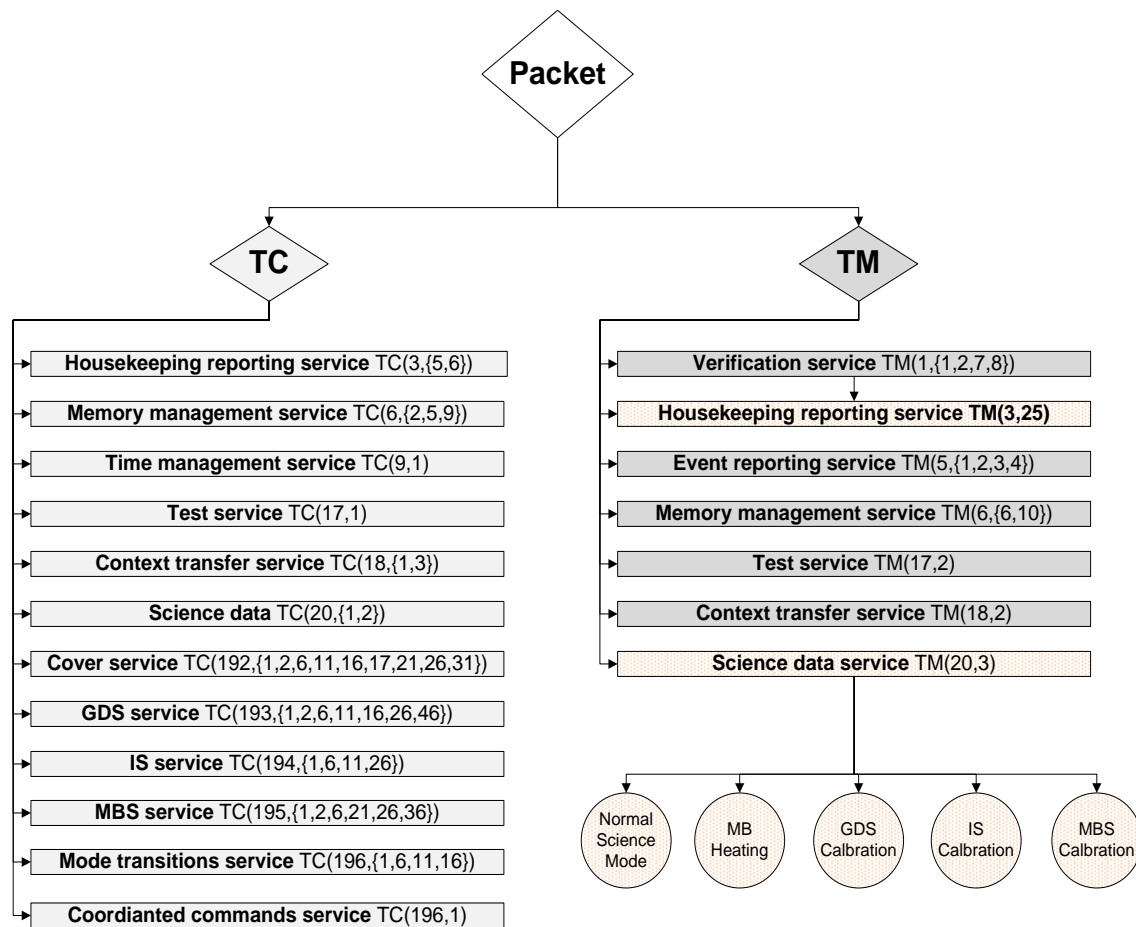 Packet
TC
TM
Housekeeping reporting service TC(3,{5,6})
Memory management service TC(6,{2,5,9})
Time management service TC(9,1)
Test service TC(17,1)
Context transfer service TC(18,{1,3})
Science data TC(20,{1,2})
Cover service TC(192,{1,2,6,11,16,17,21,26,31})
GDS service TC(193,{1,2,6,11,16,26,46})
IS service TC(194,{1,6,11,26})
MBS service TC(195,{1,2,6,21,26,36})
Mode transitions service TC(196,{1,6,11,16})
Coordianted commands service TC(196,1)
Verification service TM(1,{1,2,7,8})
Housekeeping reporting service TM(3,25)
Event reporting service TM(5,{1,2,3,4})
Memory management service TM(6,{6,10})
Test service TM(17,2)
Context transfer service TM(18,2)
Science data service TM(20,3)
Normal
Science
Mode
MB
Heating
GDS
Calbration
IS
Calbration
MBS
Calbration